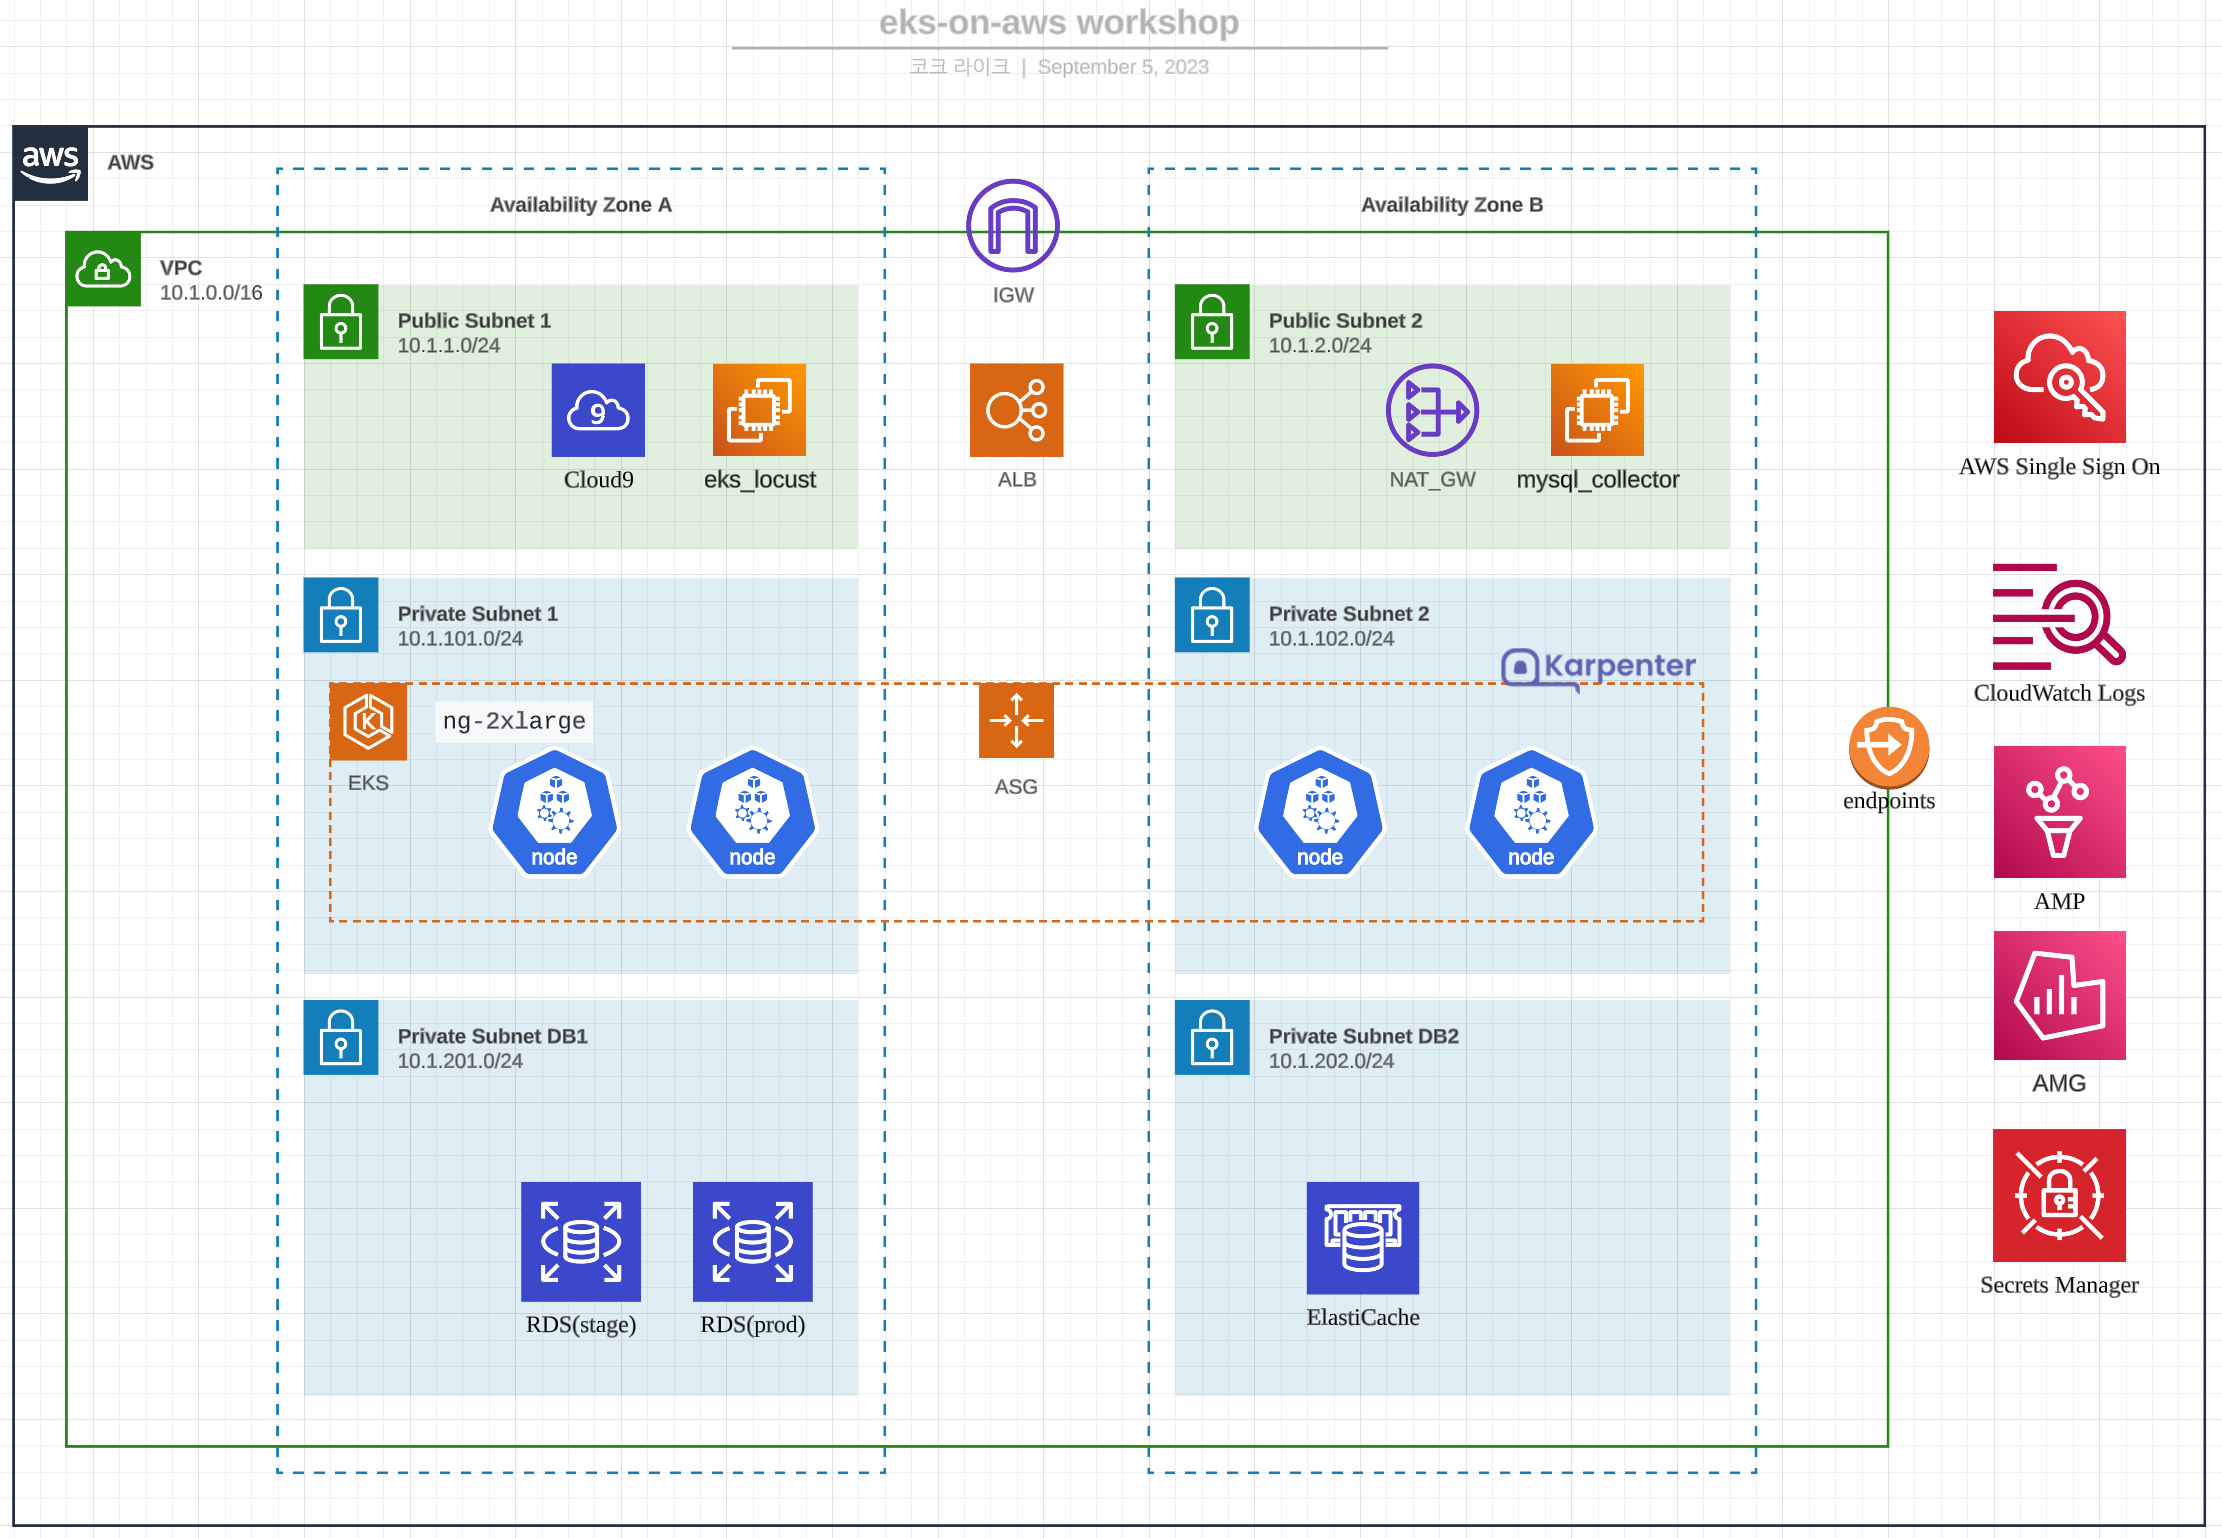 eks-on-aws workshop
코크 라이크 | September 5, 2023
aws
AWS
Availability Zone A
Availability Zone B
VPC
10.1.0.0/16
IGW
Public Subnet 1
10.1.1.0/24
9
Cloud9
eks_locust
ALB
Public Subnet 2
10.1.2.0/24
NAT_GW
mysql_collector
AWS Single Sign On
Private Subnet 1
10.1.101.0/24
Private Subnet 2
10.1.102.0/24
Karpenter
CloudWatch Logs
K
EKS
ng-2xlarge
node
node
ASG
node
node
endpoints
AMP
Private Subnet DB1
10.1.201.0/24
Private Subnet DB2
10.1.202.0/24
AMG
RDS(stage)
RDS(prod)
ElastiCache
Secrets Manager